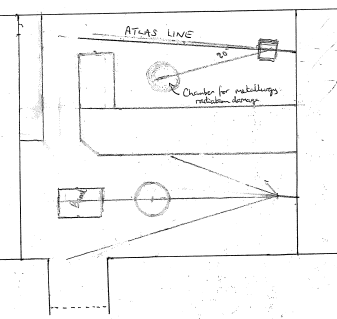 ATLAS LINE
20°
Chamber for metallurgy
radiation damage